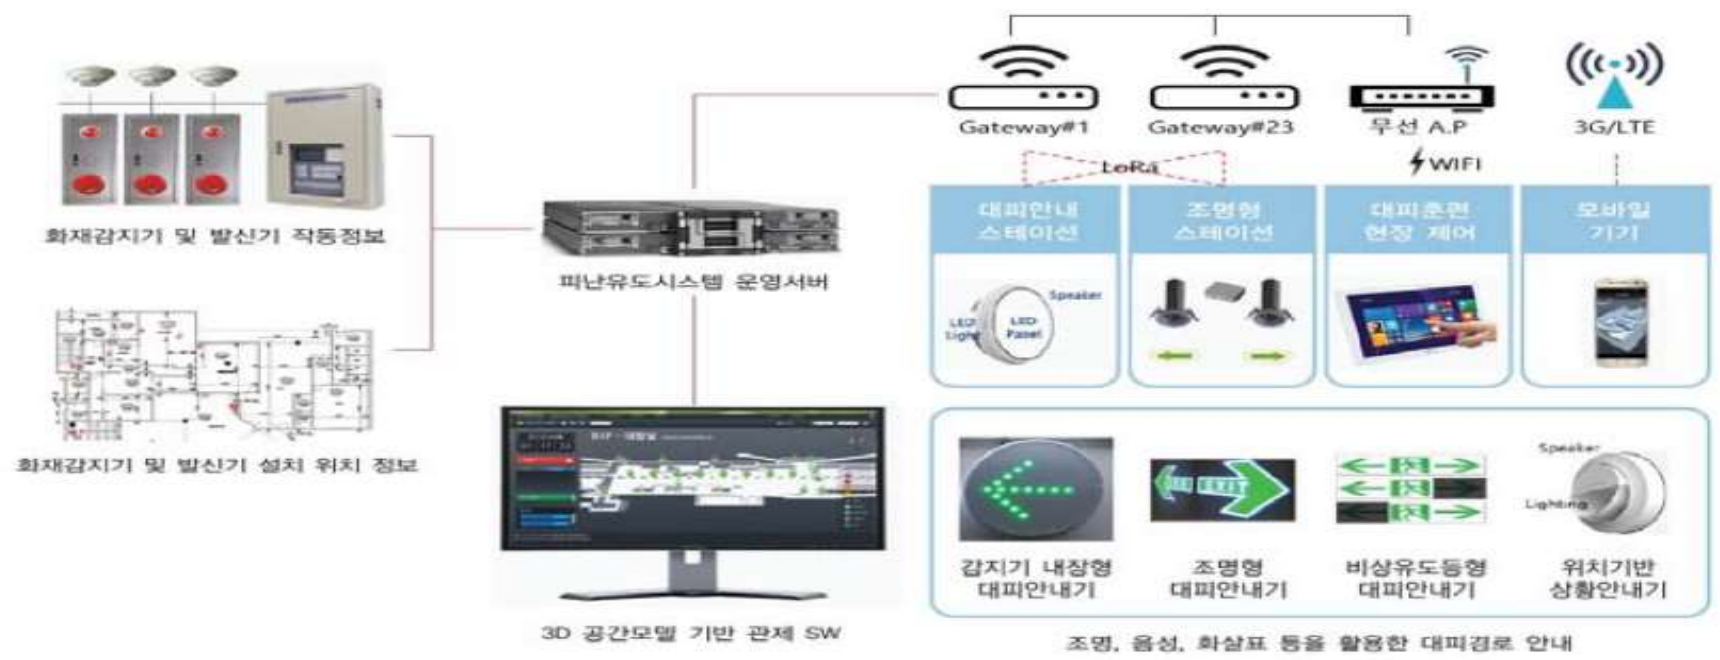 화재감지기 및 발신기 작동정보
화재감지기 및 발신기 설치 위치 정보
피난유도시스템 운영서버
3D 공간모델 기반 관제 SW
Gateway#1
Gateway#23
무선 A.P
3G/LTE
LoRa
WIFI
대피안내
스테이션
조명형
스테이션
대피훈련
현장 제어
모바일
기기
Speaker
LED
Light
LED
Panel
EXIT
Speaker
Lighting
감지기 내장형
대피안내기
조명형
대피안내기
비상유도등형
대피안내기
위치기반
상황안내기
조명, 음성, 화살표 등을 활용한 대피경로 안내